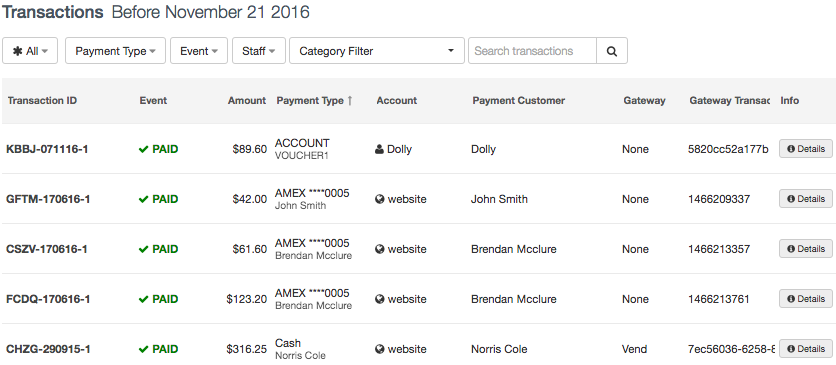 Transactions Before November 21 2016
All Payment Type Event Staff Category Filter Search transactions
Transaction ID Event Amount Payment Type ↑ Account Payment Customer Gateway Gateway Transac Info
KBBJ-071116-1 PAID $89.60 ACCOUNT Dolly Dolly None 5820cc52a177b Details
VOUCHER1
GFTM-170616-1 PAID $42.00 AMEX ****0005 website John Smith None 1466209337 Details
John Smith
CSZV-170616-1 PAID $61.60 AMEX ****0005 website Brendan Mcclure None 1466213357 Details
Brendan Mcclure
FCDQ-170616-1 PAID $123.20 AMEX ****0005 website Brendan Mcclure None 1466213761 Details
Brendan Mcclure
CHZG-290915-1 PAID $316.25 Cash website Norris Cole Vend 7ec56036-6258-8 Details
Norris Cole